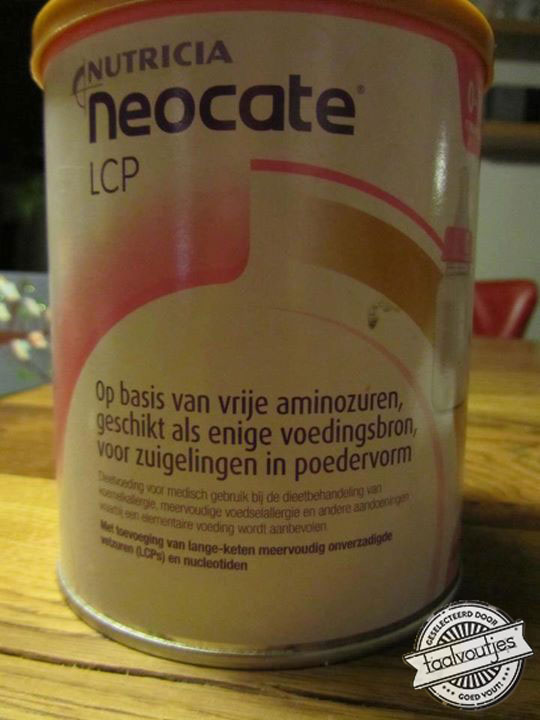 NUTRICIA
neocate®
LCP
Op basis van vrije aminozuren,
geschikt als enige voedingsbron,
voor zuigelingen in poedervorm
Dieetvoeding voor medisch gebruik bij de dieetbehandeling van
koemelkallergie, meervoudige voedselallergie en andere aandoeningen
waarbij een elementaire voeding wordt aanbevolen
Met toevoeging van lange-keten meervoudig onverzadigde
vetzuren (LCPs) en nucleotiden
GESELECTEERD DOOR
taalvoutjes
GOED VOUT!